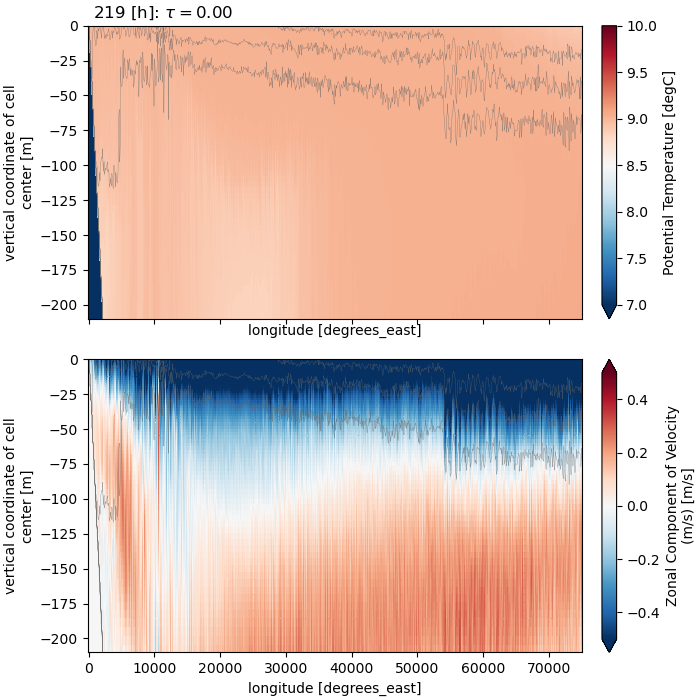 219 [h]: τ = 0.00
0
−25
−50
−75
−100
−125
−150
−175
−200
vertical coordinate of cell
center [m]
longitude [degrees_east]
10.0
9.5
9.0
8.5
8.0
7.5
7.0
Potential Temperature [degC]
0
−25
−50
−75
−100
−125
−150
−175
−200
vertical coordinate of cell
center [m]
0 10000 20000 30000 40000 50000 60000 70000
longitude [degrees_east]
0.4
0.2
0.0
−0.2
−0.4
Zonal Component of Velocity
(m/s) [m/s]